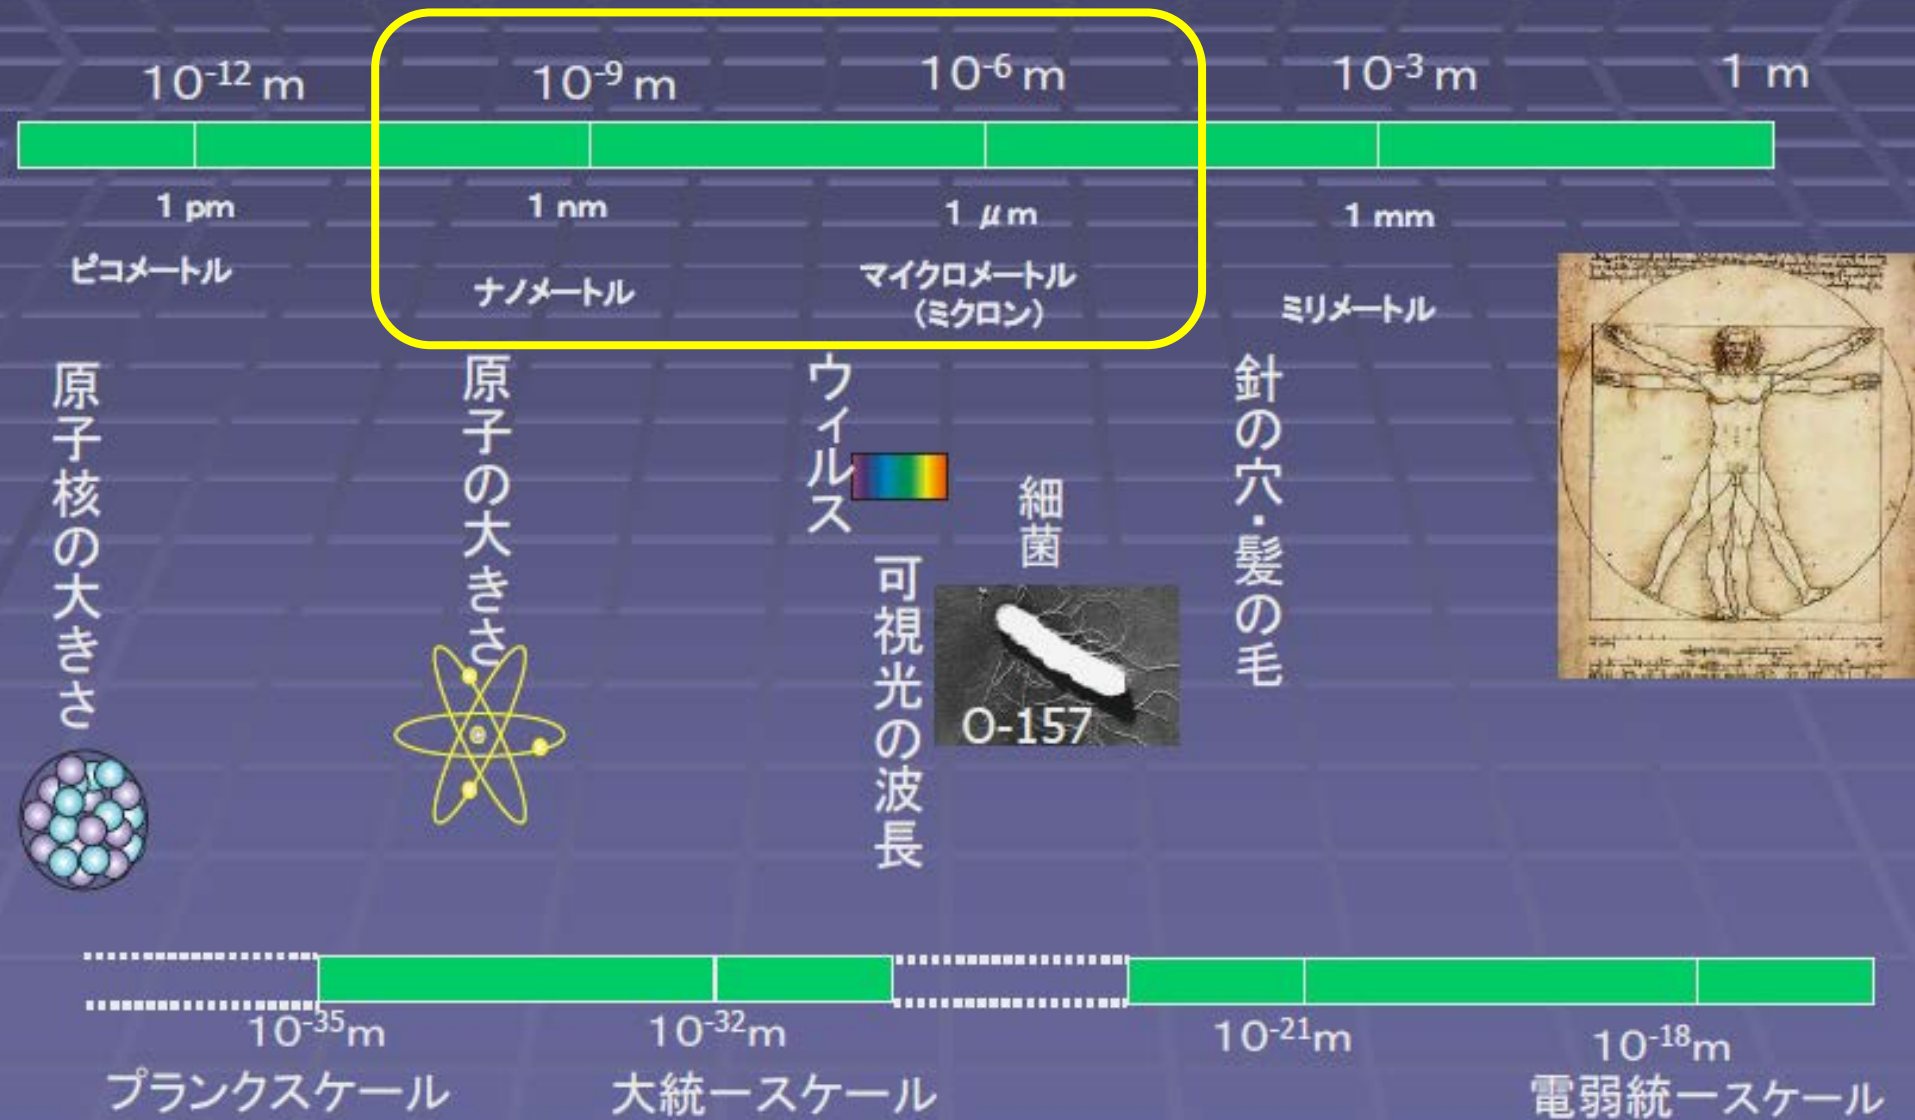 10⁻¹² m
10⁻⁹ m
10⁻⁶ m
10⁻³ m
1 m
1 pm
1 nm
1 μm
1 mm
ピコメートル
ナノメートル
マイクロメートル
(ミクロン)
ミリメートル
原子核の大きさ
原子の大きさ
ウィルス
可視光の波長
細菌
O-157
針の穴・髪の毛
10⁻³⁵m
10⁻³²m
10⁻²¹m
10⁻¹⁸m
プランクスケール
大統一スケール
電弱統一スケール